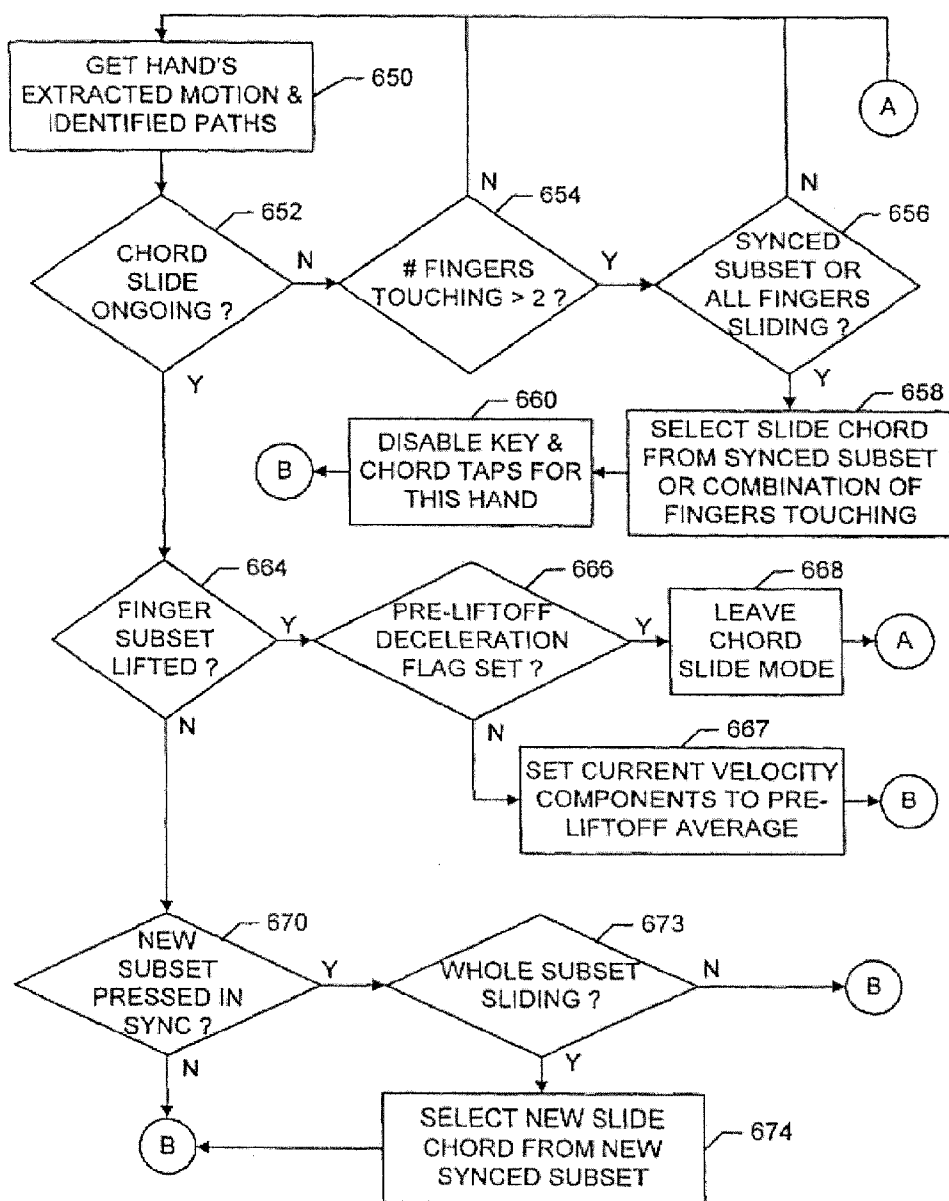 GET HAND'S
EXTRACTED MOTION &
IDENTIFIED PATHS
650
A
N
N
652
654
656
CHORD
SLIDE
ONGOING ?
N
# FINGERS
TOUCHING > 2 ?
Y
SYNCED
SUBSET OR
ALL FINGERS
SLIDING ?
Y
Y
660
658
B
DISABLE KEY &
CHORD TAPS FOR
THIS HAND
SELECT SLIDE CHORD
FROM SYNCED SUBSET
OR COMBINATION OF
FINGERS TOUCHING
664
666
668
FINGER
SUBSET
LIFTED ?
Y
PRE-LIFTOFF
DECELERATION
FLAG SET ?
Y
LEAVE
CHORD
SLIDE MODE
A
N
N
667
SET CURRENT VELOCITY
COMPONENTS TO PRE-
LIFTOFF AVERAGE
B
670
673
NEW
SUBSET
PRESSED IN
SYNC ?
Y
WHOLE SUBSET
SLIDING ?
N
B
N
Y
B
SELECT NEW SLIDE
CHORD FROM NEW
SYNCED SUBSET
674